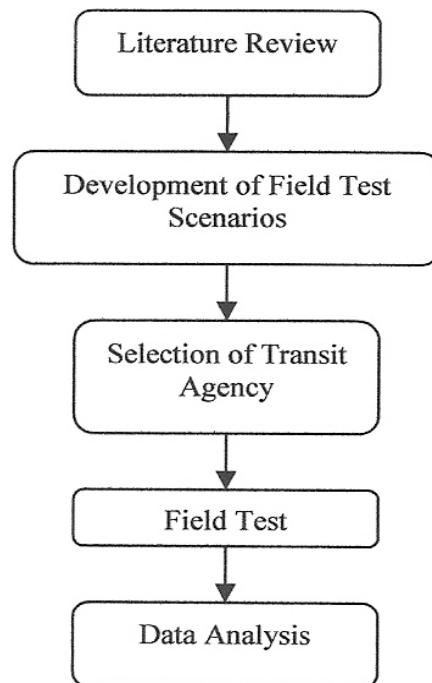 Literature Review
Development of Field Test
Scenarios
Selection of Transit
Agency
Field Test
Data Analysis